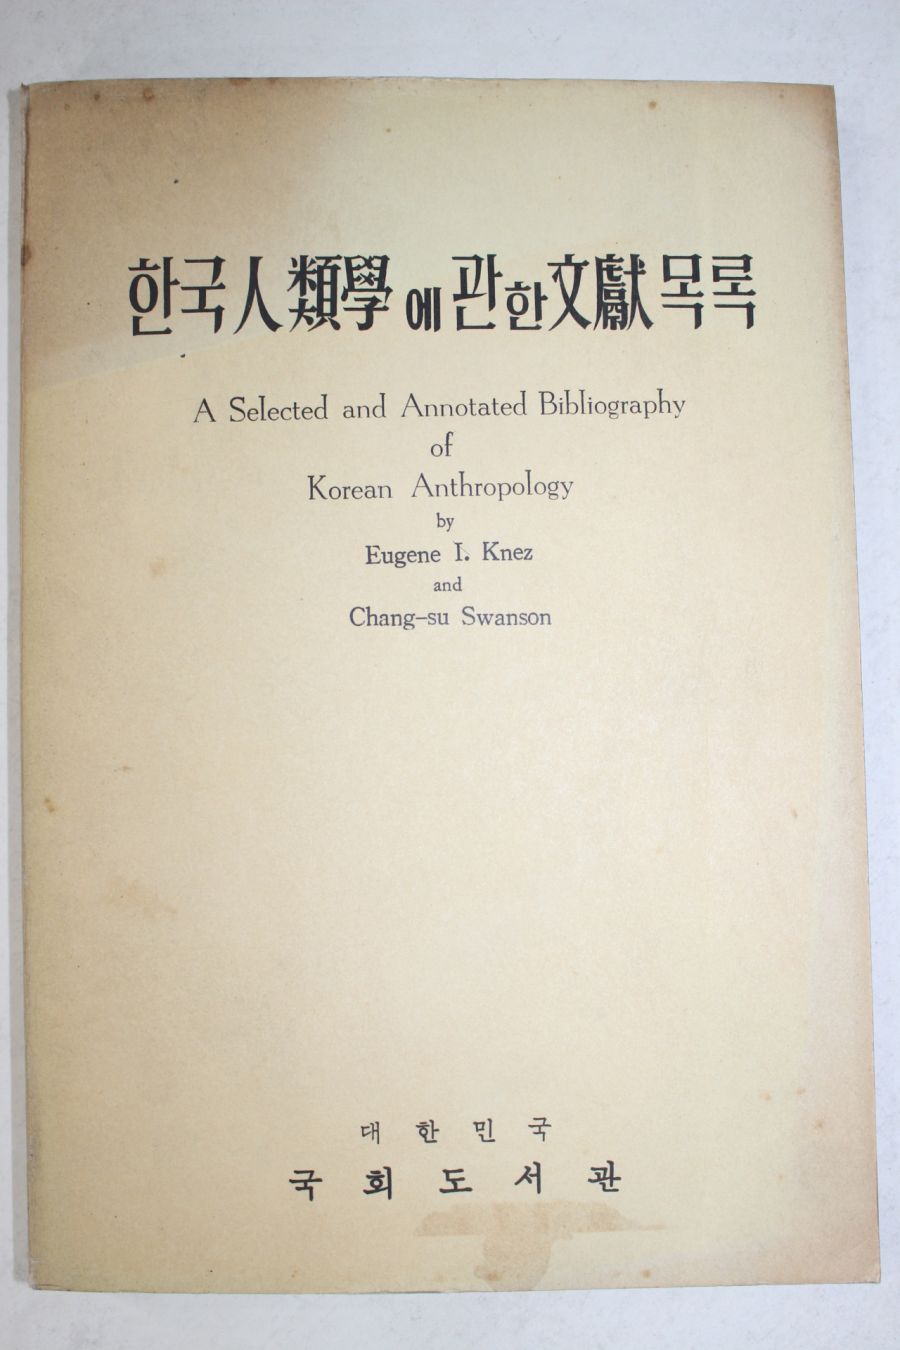 한국人類學에관한文獻목록
A Selected and Annotated Bibliography
of
Korean Anthropology
by
Eugene I. Knez
and
Chang-su Swanson
대한민국
국회도서관